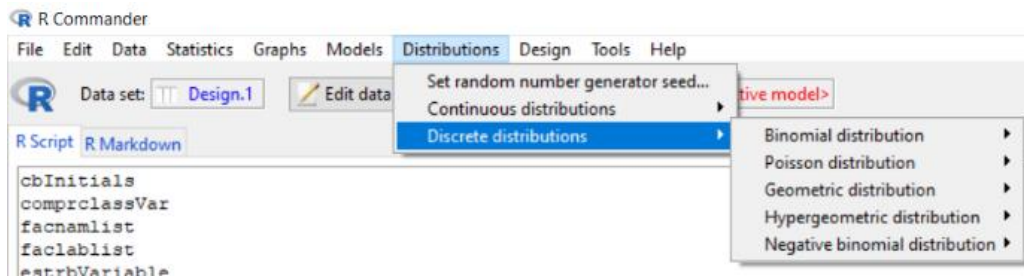 R R Commander
File Edit Data Statistics Graphs Models Distributions Design Tools Help
R Data set: Design.1 Edit data tive model>
Set random number generator seed...
Continuous distributions
Discrete distributions
Binomial distribution
Poisson distribution
Geometric distribution
Hypergeometric distribution
Negative binomial distribution
R Script R Markdown
cbInitials
comprclassVar
facnamlist
faclablist
estrbVariable